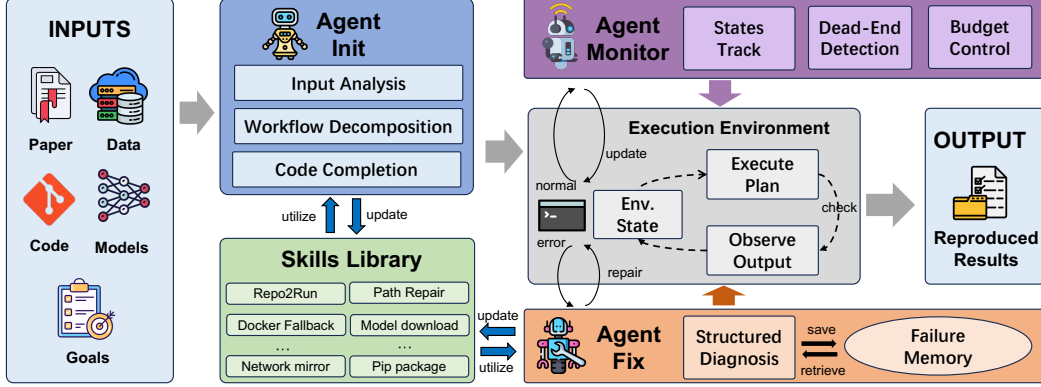 INPUTS
Paper
Data
Code
Models
Goals
Agent
Init
Input Analysis
Workflow Decomposition
Code Completion
utilize
update
Skills Library
Repo2Run
Path Repair
Docker Fallback
Model download
...
...
Network mirror
Pip package
update
utilize
Agent
Monitor
States
Track
Dead-End
Detection
Budget
Control
Execution Environment
update
normal
error
repair
Env.
State
Execute
Plan
check
Observe
Output
Agent
Fix
Structured
Diagnosis
save
retrieve
Failure
Memory
OUTPUT
Reproduced
Results